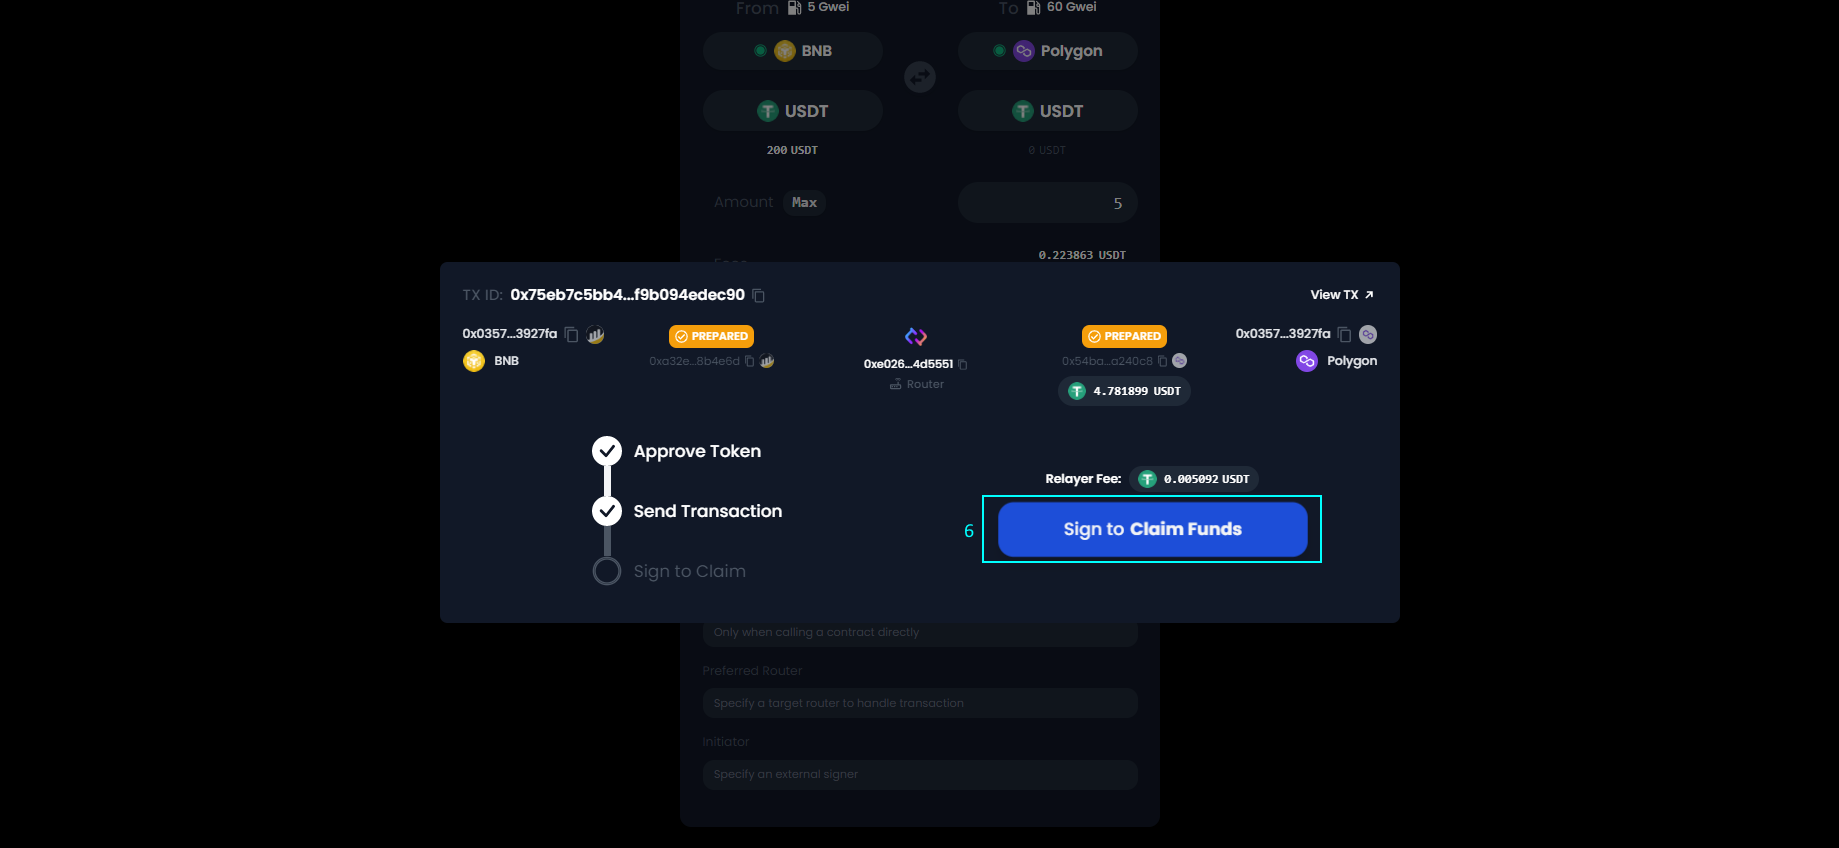 From 5 Gwei
To 60 Gwei
BNB
Polygon
USDT
USDT
200 USDT
0 USDT
Amount Max
5
Fees
0.223863 USDT
TX ID: 0x75eb7c5bb4...f9b094edec90
View TX
0x0357...3927fa
PREPARED
PREPARED
0x0357...3927fa
BNB
0xa32e...8b4e6d
0xe026...4d5551
0x54ba...a240c8
Polygon
Router
4.781899 USDT
Approve Token
Send Transaction
Sign to Claim
Relayer Fee: 0.005092 USDT
6
Sign to Claim Funds
Only when calling a contract directly
Preferred Router
Specify a target router to handle transaction
Initiator
Specify an external signer